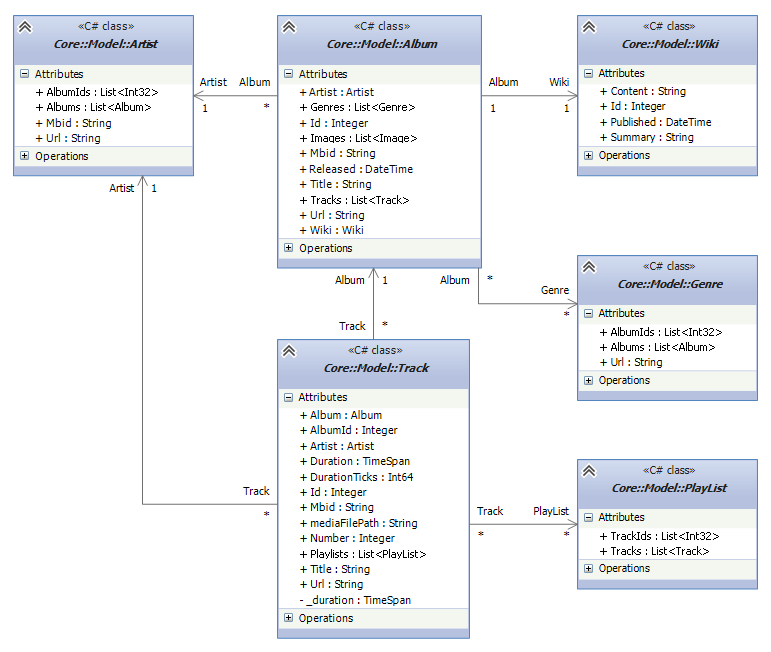 «C# class»
Core::Model::Artist
Attributes
+ AlbumIds : List<Int32>
+ Albums : List<Album>
+ Mbid : String
+ Url : String
Operations
Artist
Album
1
*
«C# class»
Core::Model::Album
Attributes
+ Artist : Artist
+ Genres : List<Genre>
+ Id : Integer
+ Images : List<Image>
+ Mbid : String
+ Released : DateTime
+ Title : String
+ Tracks : List<Track>
+ Url : String
+ Wiki : Wiki
Operations
Album
Wiki
1
1
«C# class»
Core::Model::Wiki
Attributes
+ Content : String
+ Id : Integer
+ Published : DateTime
+ Summary : String
Operations
Artist
1
Album
1
Track
*
Album
*
Genre
*
«C# class»
Core::Model::Genre
Attributes
+ AlbumIds : List<Int32>
+ Albums : List<Album>
+ Url : String
Operations
«C# class»
Core::Model::Track
Attributes
+ Album : Album
+ AlbumId : Integer
+ Artist : Artist
+ Duration : TimeSpan
+ DurationTicks : Int64
+ Id : Integer
+ Mbid : String
+ mediaFilePath : String
+ Number : Integer
+ Playlists : List<PlayList>
+ Title : String
+ Url : String
- _duration : TimeSpan
Operations
Track
*
Track
PlayList
*
*
«C# class»
Core::Model::PlayList
Attributes
+ TrackIds : List<Int32>
+ Tracks : List<Track>
Operations